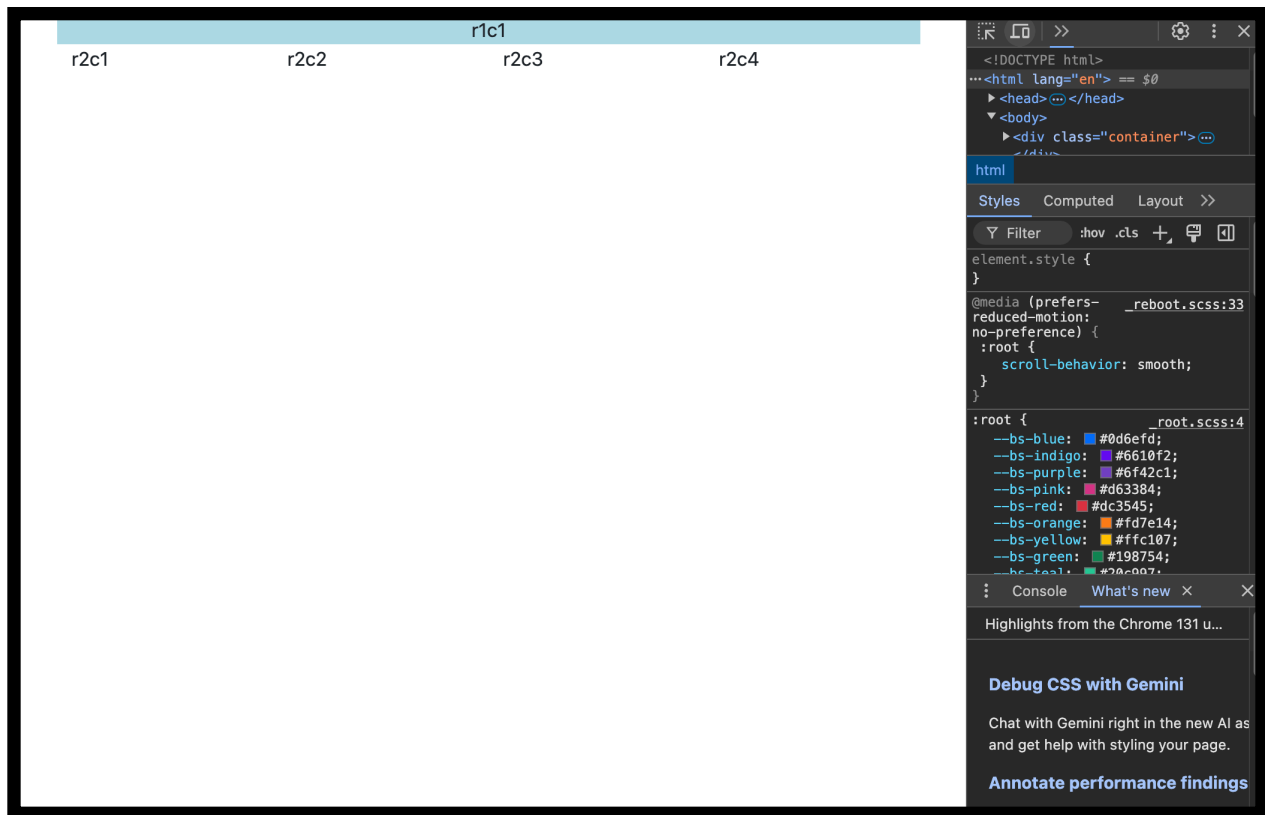 r1c1
r2c1 r2c2 r2c3 r2c4
<!DOCTYPE html>
<html lang="en"> == $0
<head> </head>
<body>
<div class="container">
</div>
html
Styles Computed Layout
Filter :hov .cls
element.style {
}
@media (prefers- _reboot.scss:33
reduced-motion:
no-preference) {
:root {
scroll-behavior: smooth;
}
}
:root { _root.scss:4
--bs-blue: #0d6efd;
--bs-indigo: #6610f2;
--bs-purple: #6f42c1;
--bs-pink: #d63384;
--bs-red: #dc3545;
--bs-orange: #fd7e14;
--bs-yellow: #ffc107;
--bs-green: #198754;
--bs-teal: #20c997;
Console What's new
Highlights from the Chrome 131 u...
Debug CSS with Gemini
Chat with Gemini right in the new AI as
and get help with styling your page.
Annotate performance findings